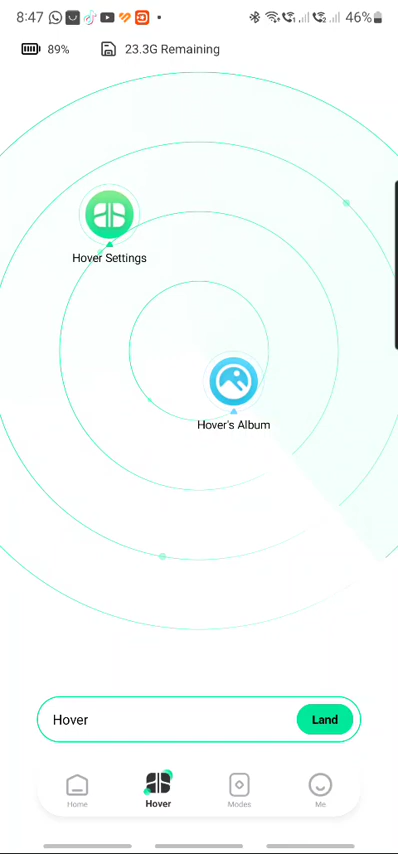 8:47
46%
89%
23.3G Remaining
Hover Settings
Hover's Album
Hover
Land
Home
Hover
Modes
Me